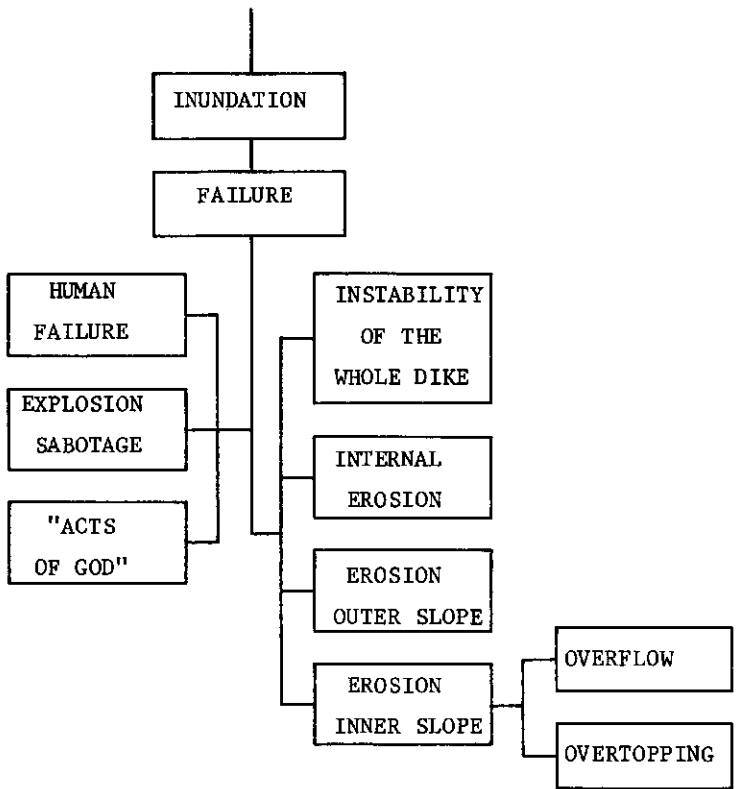 INUNDATION
FAILURE
HUMAN
FAILURE
EXPLOSION
SABOTAGE
"ACTS
OF GOD"
INSTABILITY
OF THE
WHOLE DIKE
INTERNAL
EROSION
EROSION
OUTER SLOPE
EROSION
INNER SLOPE
OVERFLOW
OVERTOPPING